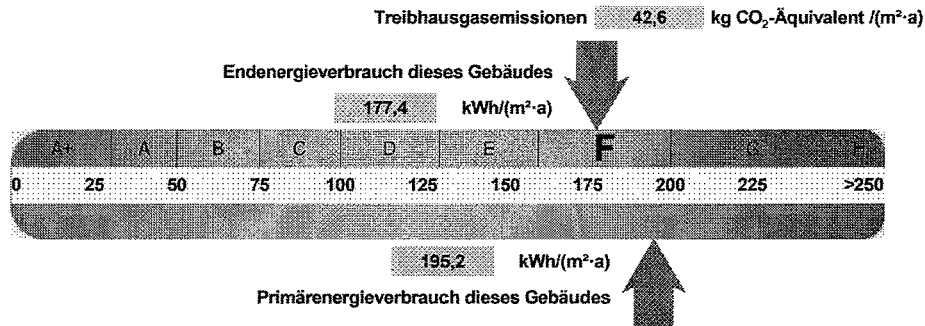 Treibhausgasemissionen 42,6 kg CO₂-Äquivalent /(m²·a)
Endenergieverbrauch dieses Gebäudes
177,4 kWh/(m²·a)
A+ A B C D E F G H
0 25 50 75 100 125 150 175 200 225 >250
195,2 kWh/(m²·a)
Primärenergieverbrauch dieses Gebäudes